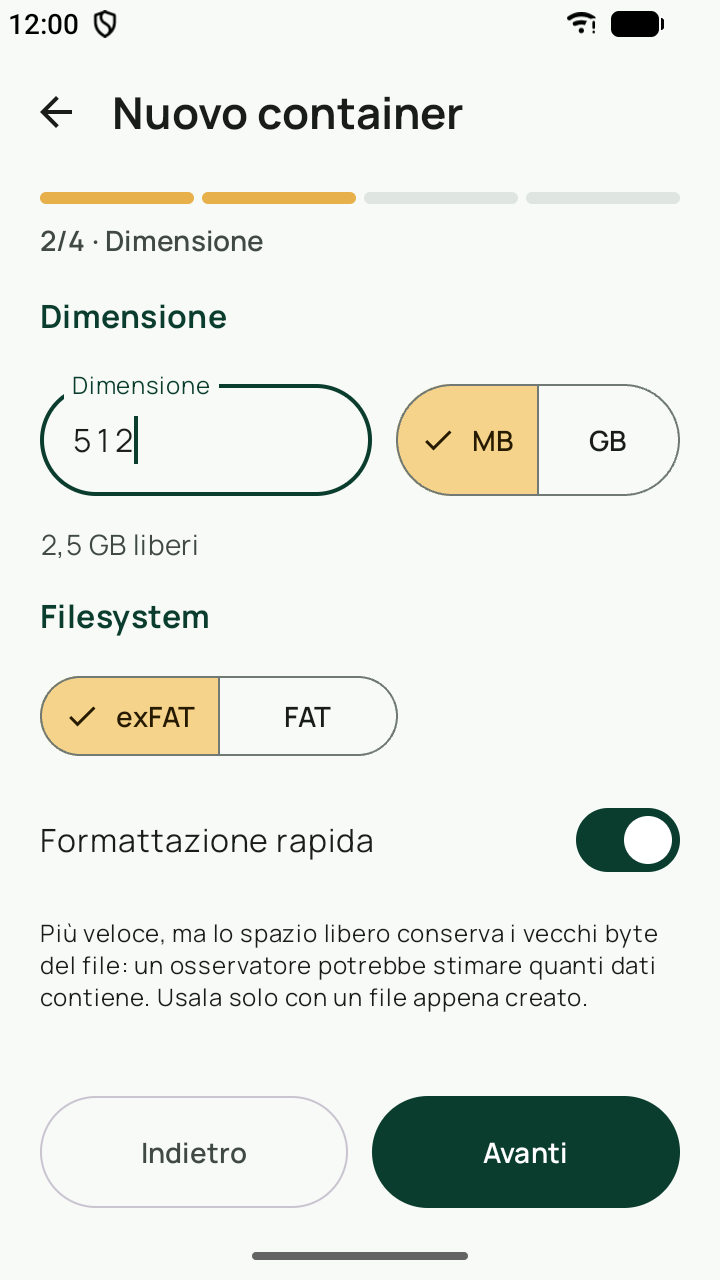 12:00
Nuovo container
2/4 · Dimensione
Dimensione
Dimensione
512
MB
GB
2,5 GB liberi
Filesystem
exFAT
FAT
Formattazione rapida
Più veloce, ma lo spazio libero conserva i vecchi byte
del file: un osservatore potrebbe stimare quanti dati
contiene. Usala solo con un file appena creato.
Indietro
Avanti